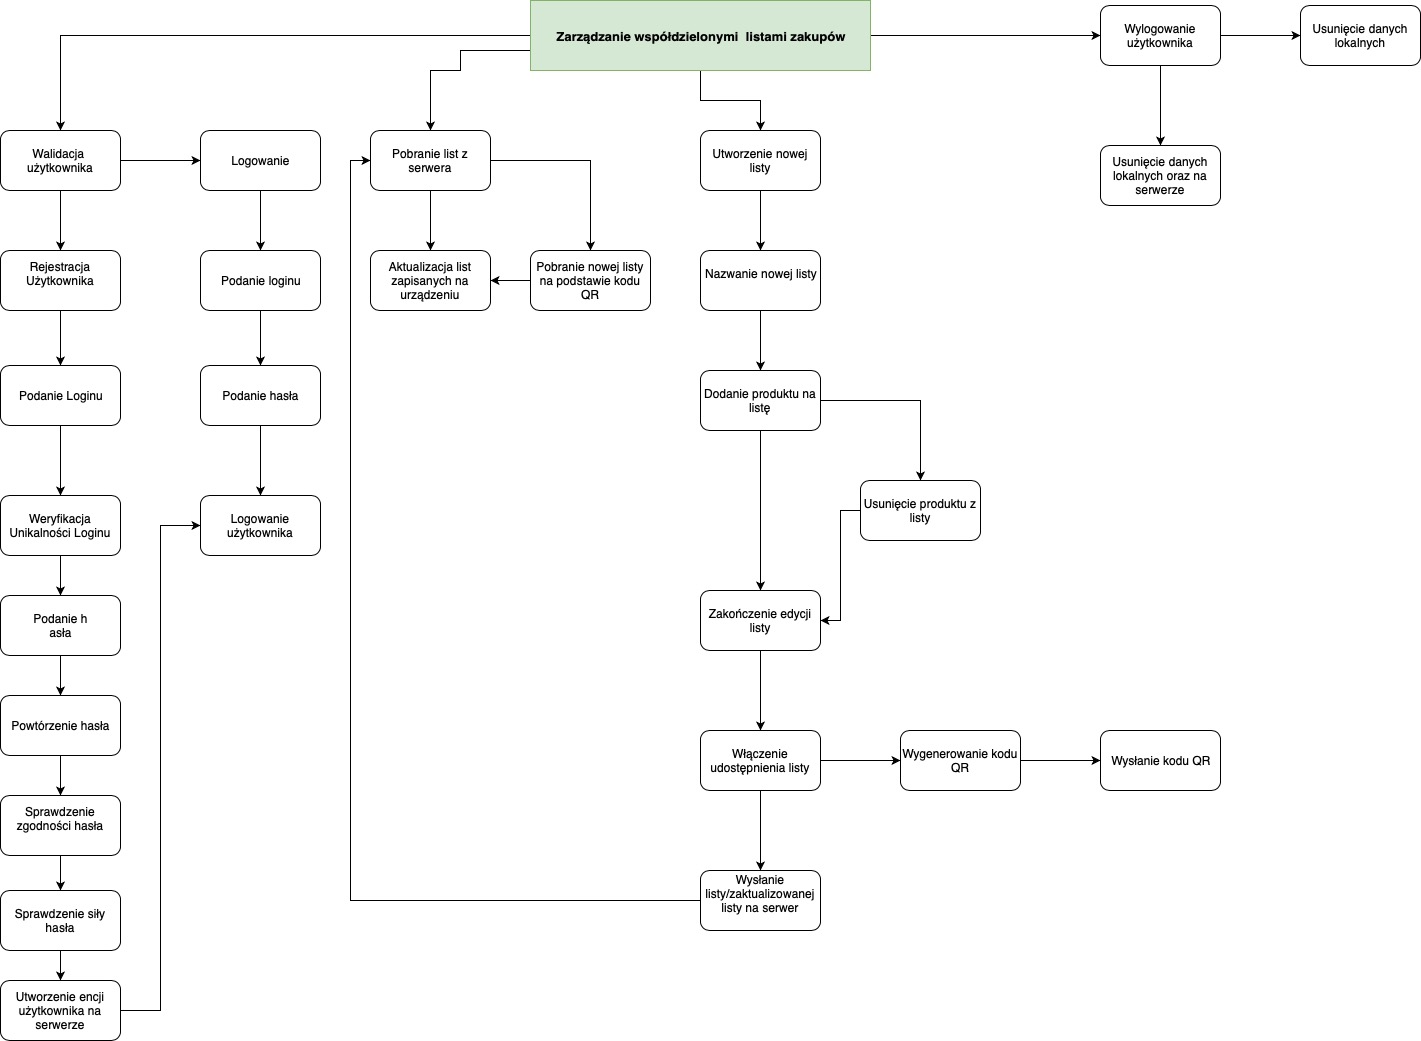 Zarządzanie współdzielonymi  listami zakupów
Wylogowanie
użytkownika
Usunięcie danych
lokalnych
Walidacja
użytkownika
Logowanie
Pobranie list z
serwera
Utworzenie nowej
listy
Usunięcie danych
lokalnych oraz na
serwerze
Rejestracja
Użytkownika
Podanie loginu
Aktualizacja list
zapisanych na
urządzeniu
Pobranie nowej listy
na podstawie kodu
QR
Nazwanie nowej listy
Podanie Loginu
Podanie hasła
Dodanie produktu na
listę
Usunięcie produktu z
listy
Weryfikacja
Unikalności Loginu
Logowanie
użytkownika
Podanie h
asła
Zakończenie edycji
listy
Powtórzenie hasła
Włączenie
udostępnienia listy
Wygenerowanie kodu
QR
Wysłanie kodu QR
Sprawdzenie
zgodności hasła
Wysłanie
listy/zaktualizowanej
listy na serwer
Sprawdzenie siły
hasła
Utworzenie encji
użytkownika na
serwerze